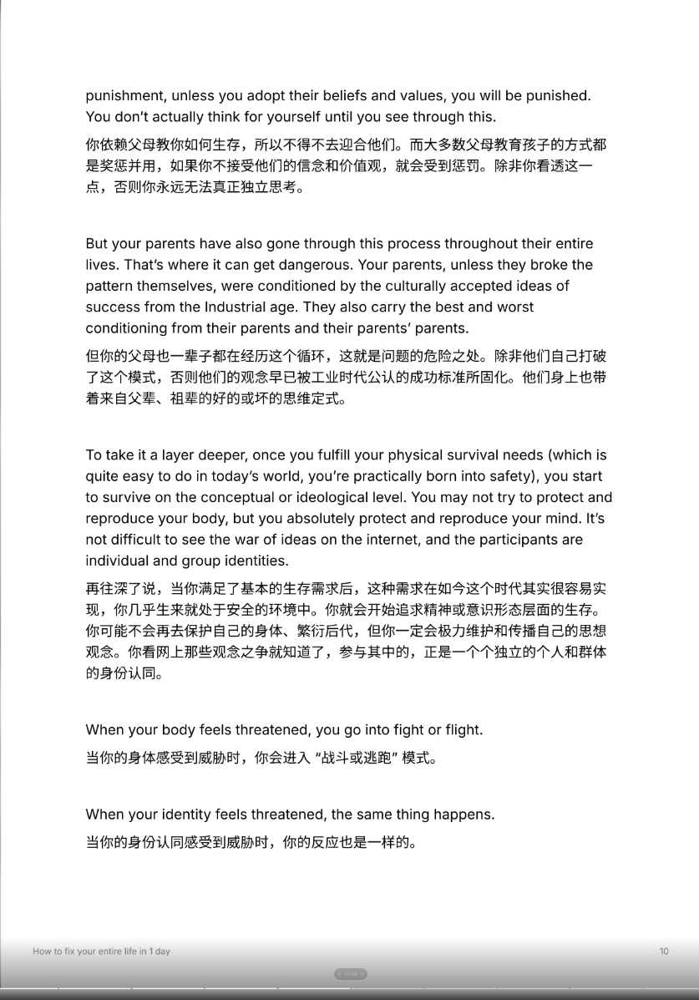 punishment, unless you adopt their beliefs and values, you will be punished.
You don’t actually think for yourself until you see through this.
你依赖父母教你如何生存，所以不得不去迎合他们。而大多数父母教育孩子的方式都
是奖惩并用，如果你不接受他们的信念和价值观，就会受到惩罚。除非你看透这一
点，否则你永远无法真正独立思考。
But your parents have also gone through this process throughout their entire
lives. That’s where it can get dangerous. Your parents, unless they broke the
pattern themselves, were conditioned by the culturally accepted ideas of
success from the Industrial age. They also carry the best and worst
conditioning from their parents and their parents’ parents.
但你的父母也一辈子都在经历这个循环，这就是问题的危险之处。除非他们自己打破
了这个模式，否则他们的观念早已被工业时代公认的成功标准所固化。他们身上也带
着来自父辈、祖辈的好的或坏的思维定式。
To take it a layer deeper, once you fulfill your physical survival needs (which is
quite easy to do in today’s world, you’re practically born into safety), you start
to survive on the conceptual or ideological level. You may not try to protect and
reproduce your body, but you absolutely protect and reproduce your mind. It’s
not difficult to see the war of ideas on the internet, and the participants are
individual and group identities.
再往深了说，当你满足了基本的生存需求后，这种需求在如今这个时代其实很容易实
现，你几乎生来就处于安全的环境中。你就会开始追求精神或意识形态层面的生存。
你可能不会再去保护自己的身体、繁衍后代，但你一定会极力维护和传播自己的思想
观念。你看网上那些观念之争就知道了，参与其中的，正是一个个独立的个人和群体
的身份认同。
When your body feels threatened, you go into fight or flight.
当你的身体感受到威胁时，你会进入 “战斗或逃跑” 模式。
When your identity feels threatened, the same thing happens.
当你的身份认同感受到威胁时，你的反应也是一样的。
How to fix your entire life in 1 day
10